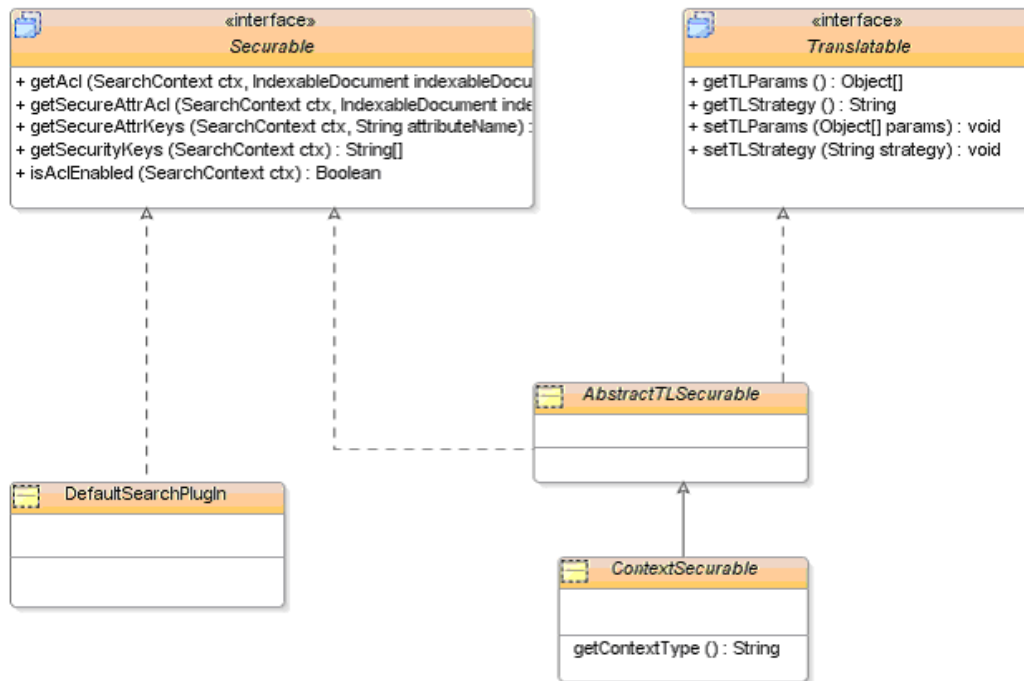 «interface»
Securable
+ getAcl (SearchContext ctx, IndexableDocument indexableDocu
+ getSecureAttrAcl (SearchContext ctx, IndexableDocument inde
+ getSecureAttrKeys (SearchContext ctx, String attributeName) :
+ getSecurityKeys (SearchContext ctx) : String[]
+ isAclEnabled (SearchContext ctx) : Boolean
«interface»
Translatable
+ getTLParams () : Object[]
+ getTLStrategy () : String
+ setTLParams (Object[] params) : void
+ setTLStrategy (String strategy) : void
AbstractTLSecurable
DefaultSearchPlugIn
ContextSecurable
getContextType () : String